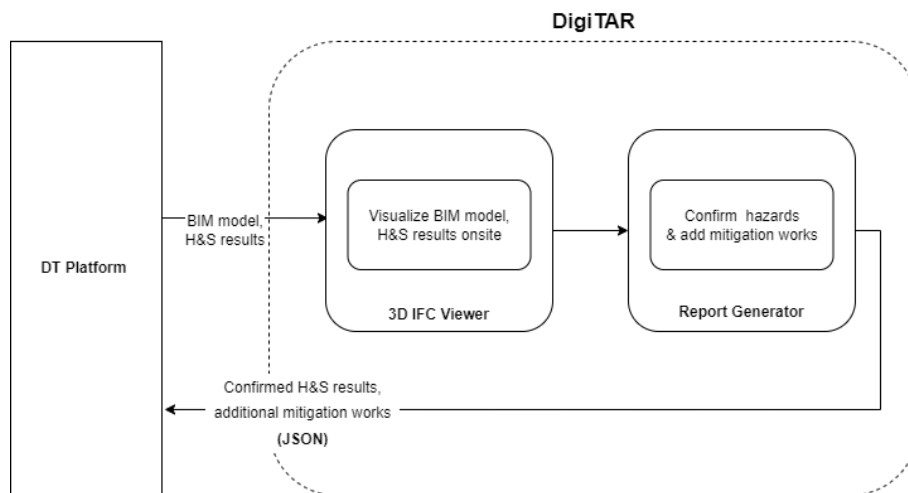 DigiTAR
BIM model,
H&S results
DT Platform
Visualize BIM model,
H&S results onsite
3D IFC Viewer
Confirm hazards
& add mitigation works
Report Generator
Confirmed H&S results,
additional mitigation works
(JSON)